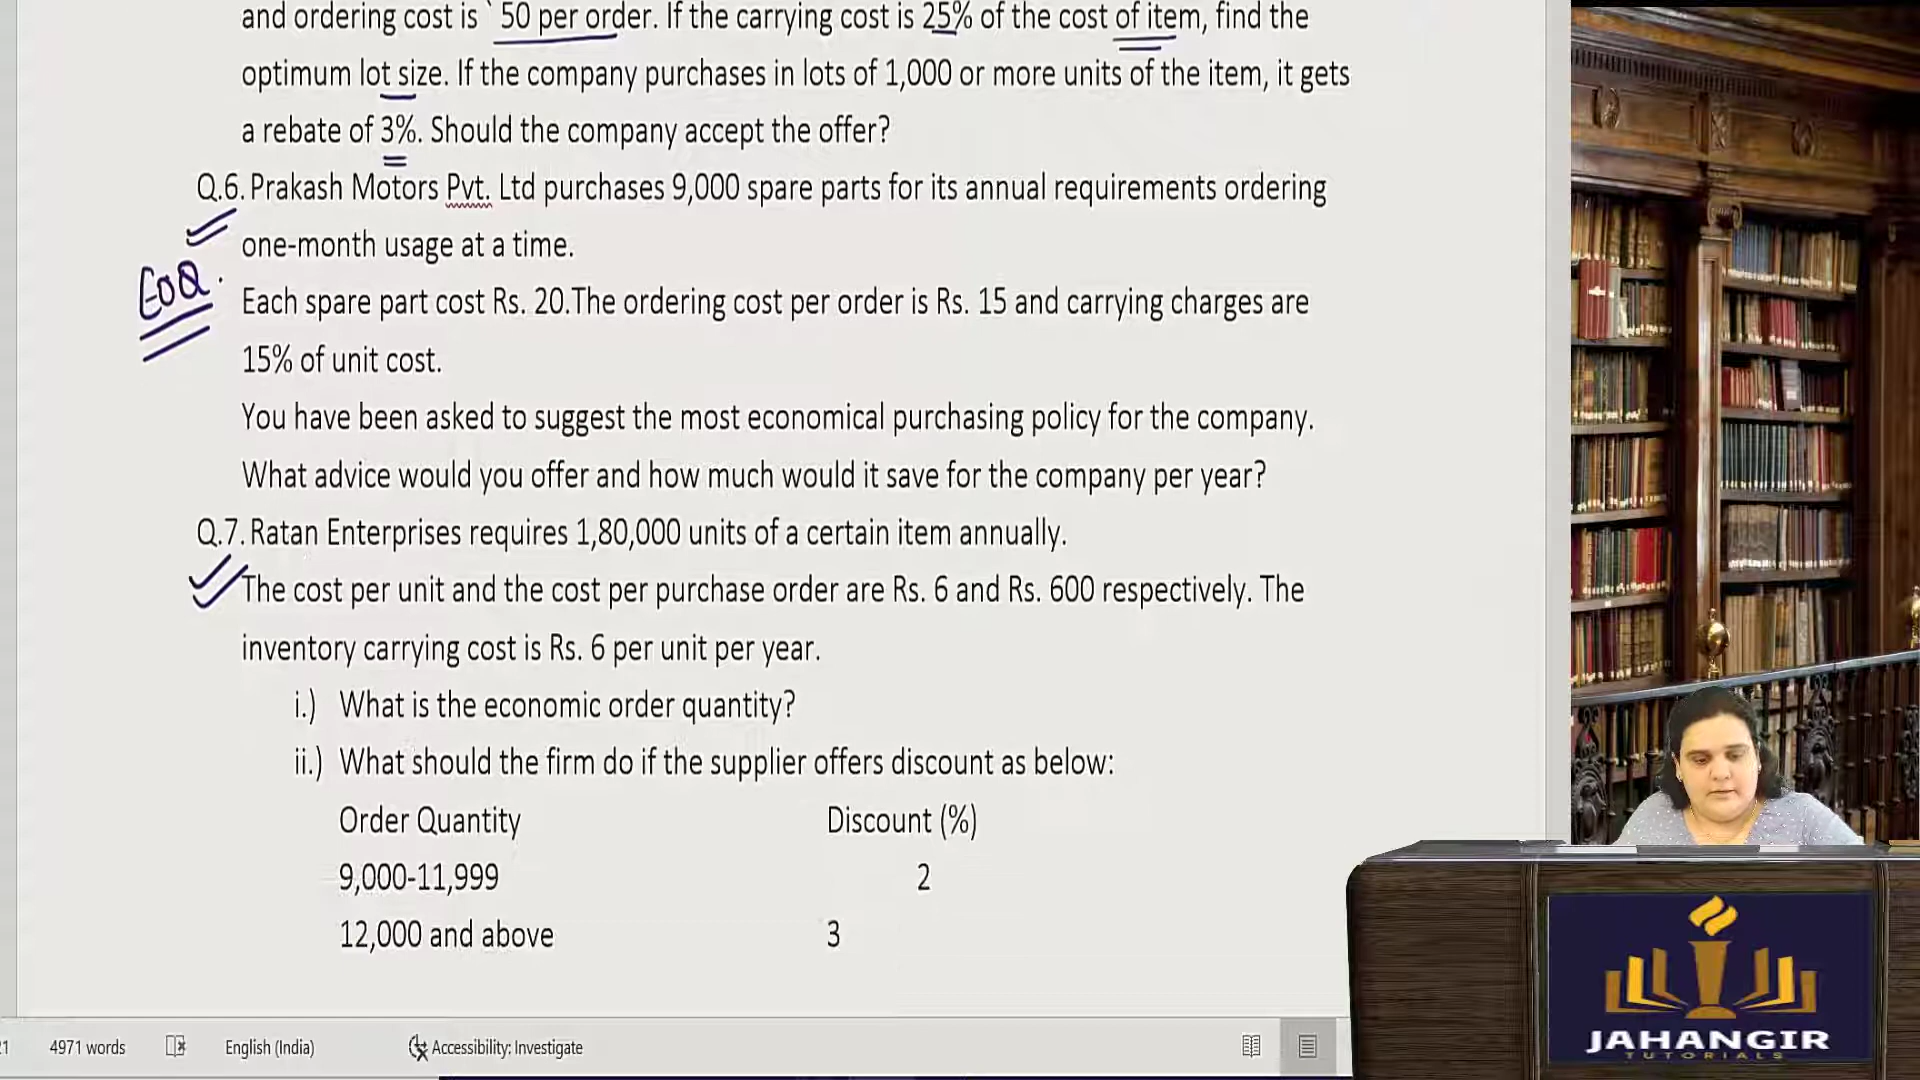 and ordering cost is ` 50 per order. If the carrying cost is 25% of the cost of item, find the
optimum lot size. If the company purchases in lots of 1,000 or more units of the item, it gets
a rebate of 3%. Should the company accept the offer?
Q.6. Prakash Motors Pvt. Ltd purchases 9,000 spare parts for its annual requirements ordering
one-month usage at a time.
EOQ.
Each spare part cost Rs. 20.The ordering cost per order is Rs. 15 and carrying charges are
15% of unit cost.
You have been asked to suggest the most economical purchasing policy for the company.
What advice would you offer and how much would it save for the company per year?
Q.7. Ratan Enterprises requires 1,80,000 units of a certain item annually.
The cost per unit and the cost per purchase order are Rs. 6 and Rs. 600 respectively. The
inventory carrying cost is Rs. 6 per unit per year.
i.) What is the economic order quantity?
ii.) What should the firm do if the supplier offers discount as below:
Order Quantity Discount (%)
9,000-11,999 2
12,000 and above 3
21 4971 words English (India) Accessibility: Investigate
JAHANGIR
TUTORIALS